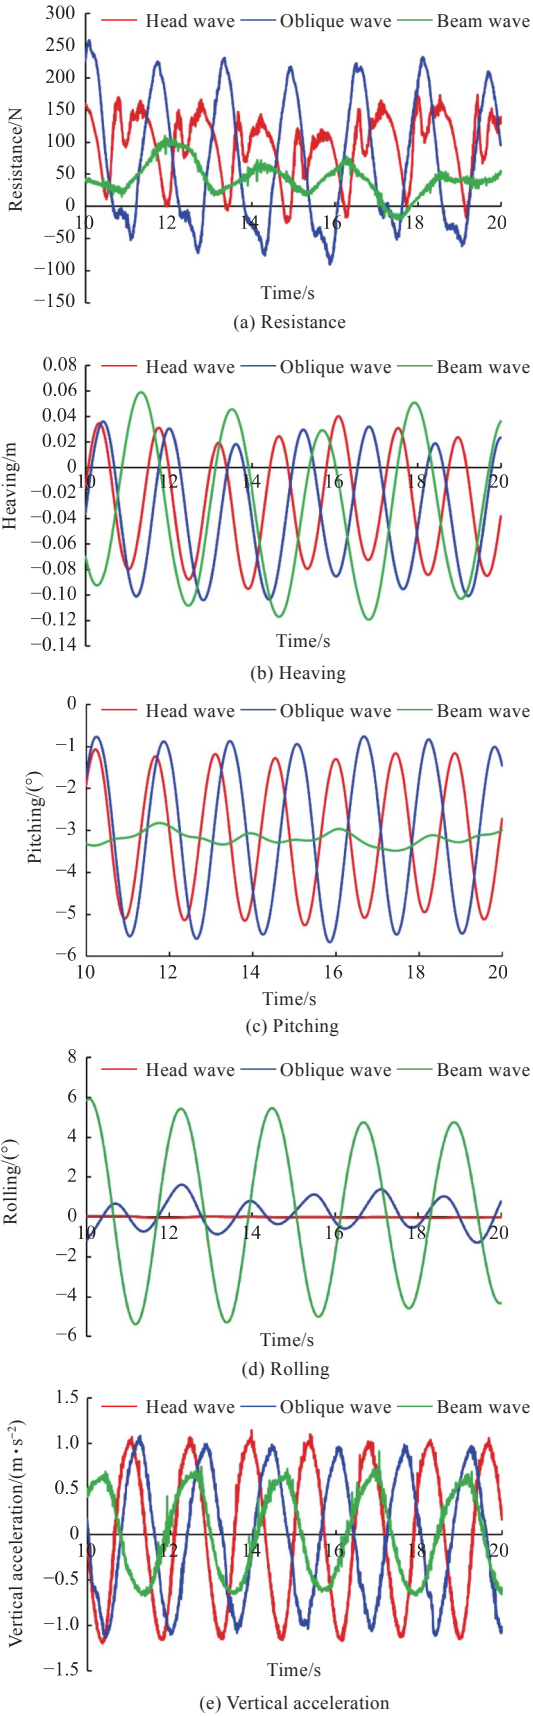 Head wave Oblique wave Beam wave
300
250
200
150
100
50
0
−50
−100
−150
10 12 14 16 18 20
Resistance/N
Time/s
(a) Resistance
Head wave Oblique wave Beam wave
0.08
0.06
0.04
0.02
0
−0.02
−0.04
−0.06
−0.08
−0.10
−0.12
−0.14
10 12 14 16 18 20
Heaving/m
Time/s
(b) Heaving
Head wave Oblique wave Beam wave
0
−1
−2
−3
−4
−5
−6
10 12 14 16 18 20
Pitching/(°)
Time/s
(c) Pitching
Head wave Oblique wave Beam wave
8
6
4
2
0
−2
−4
−6
10 12 14 16 18 20
Rolling/(°)
Time/s
(d) Rolling
Head wave Oblique wave Beam wave
1.5
1.0
0.5
0
−0.5
−1.0
−1.5
10 12 14 16 18 20
Vertical acceleration/(m·s⁻²)
Time/s
(e) Vertical acceleration